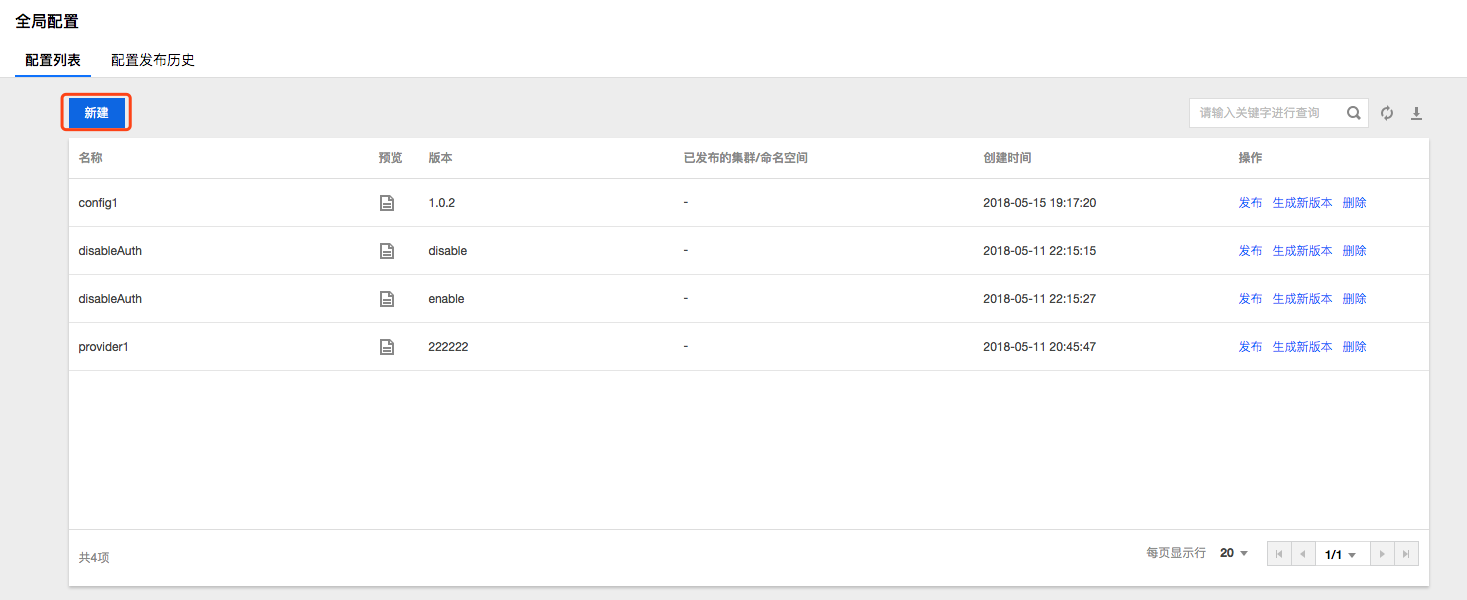 全局配置
配置列表 配置发布历史
新建 请输入关键字进行查询
名称 预览 版本 已发布的集群/命名空间 创建时间 操作
config1 1.0.2 - 2018-05-15 19:17:20 发布 生成新版本 删除
disableAuth disable - 2018-05-11 22:15:15 发布 生成新版本 删除
disableAuth enable - 2018-05-11 22:15:27 发布 生成新版本 删除
provider1 222222 - 2018-05-11 20:45:47 发布 生成新版本 删除
共4项 每页显示行 20 1/1